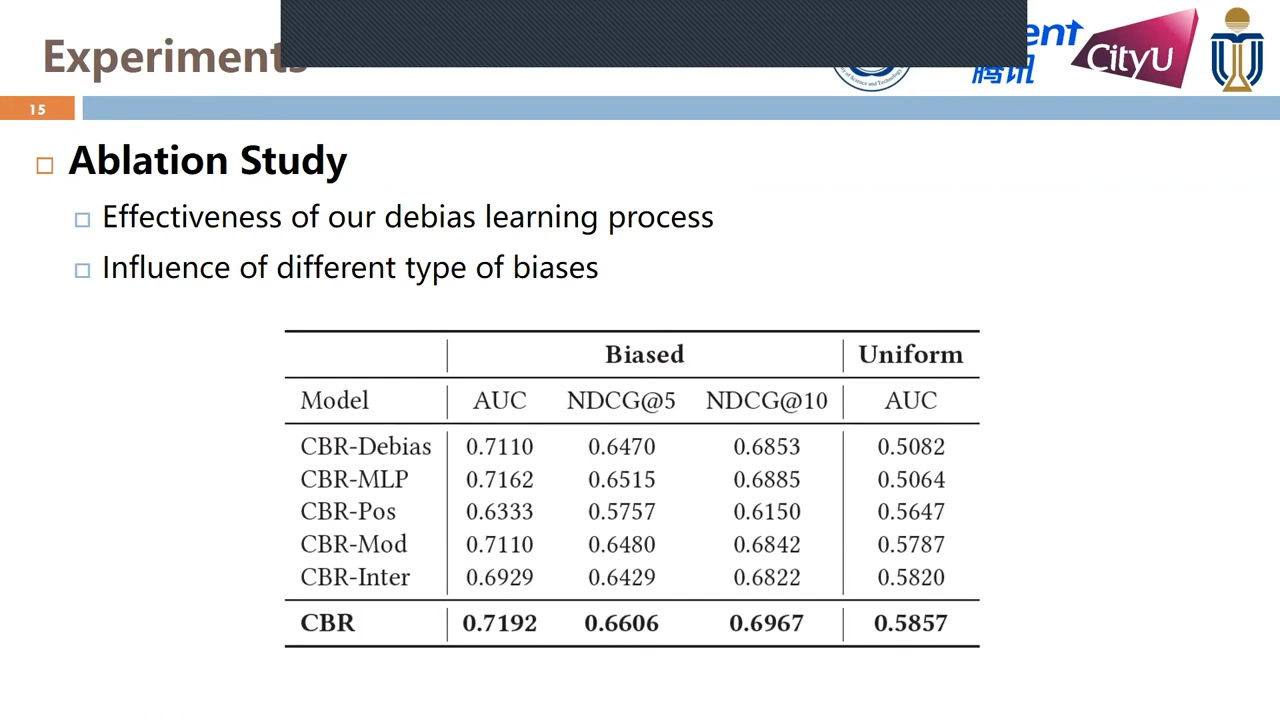 Experiments
ent
腾讯
CityU
15
Ablation Study
Effectiveness of our debias learning process
Influence of different type of biases
Biased Uniform
Model AUC NDCG@5 NDCG@10 AUC
CBR-Debias 0.7110 0.6470 0.6853 0.5082
CBR-MLP 0.7162 0.6515 0.6885 0.5064
CBR-Pos 0.6333 0.5757 0.6150 0.5647
CBR-Mod 0.7110 0.6480 0.6842 0.5787
CBR-Inter 0.6929 0.6429 0.6822 0.5820
CBR 0.7192 0.6606 0.6967 0.5857